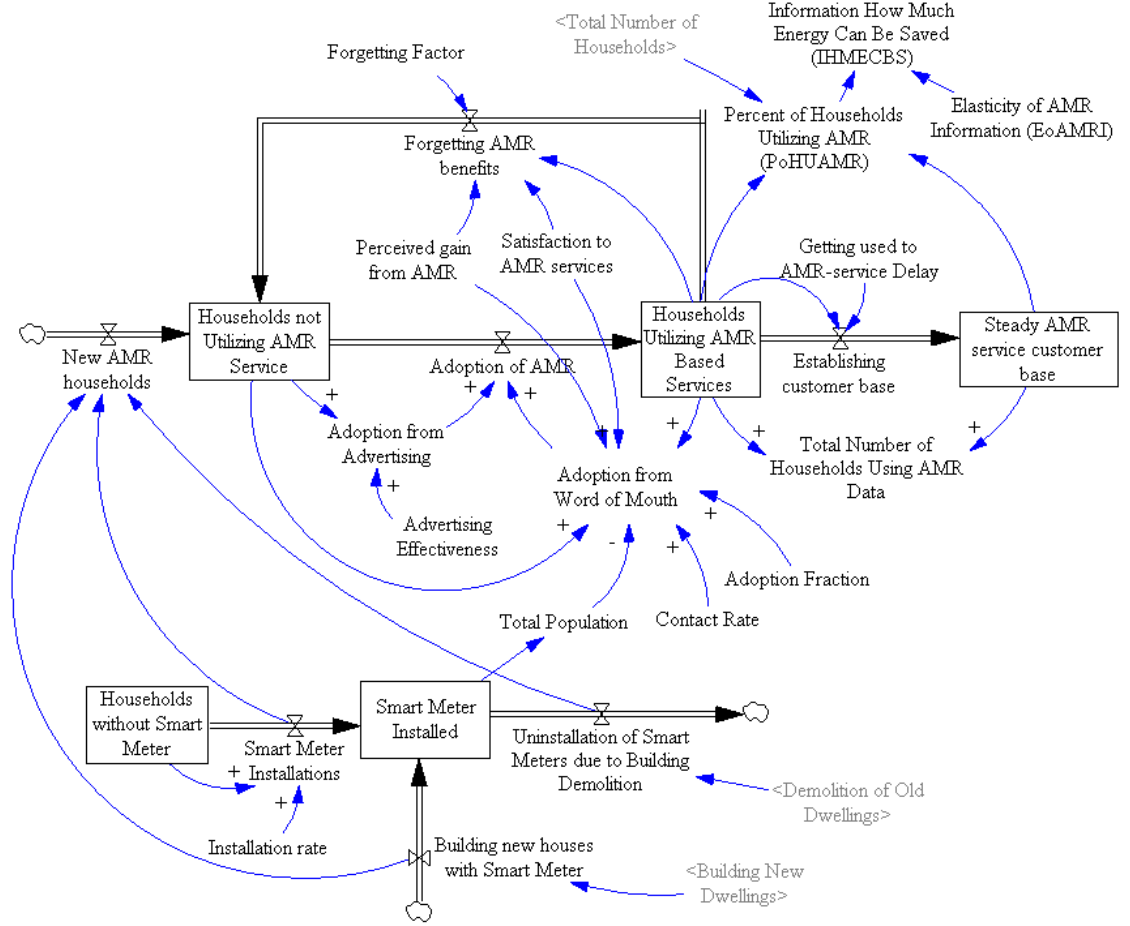 <Total Number of
Households>
Information How Much
Energy Can Be Saved
(IHMECBS)
Forgetting Factor
Elasticity of AMR
Information (EoAMRI)
Percent of Households
Utilizing AMR
(PoHUAMR)
Forgetting AMR
benefits
Perceived gain
from AMR
Satisfaction to
AMR services
Getting used to
AMR-service Delay
Households not
Utilizing AMR
Service
Households
Utilizing AMR
Based
Services
Steady AMR
service customer
base
New AMR
households
Adoption of AMR
Establishing
customer base
+
+
+
+
+
+
+
Adoption from
Advertising
Total Number of
Households Using AMR
Data
Adoption from
Word of Mouth
+
+
+
-
+
Advertising
Effectiveness
Adoption Fraction
Total Population
Contact Rate
Households
without Smart
Meter
Smart Meter
Installed
Smart Meter
Installations
Uninstallation of Smart
Meters due to Building
Demolition
+
+
<Demolition of Old
Dwellings>
Installation rate
Building new houses
with Smart Meter
<Building New
Dwellings>